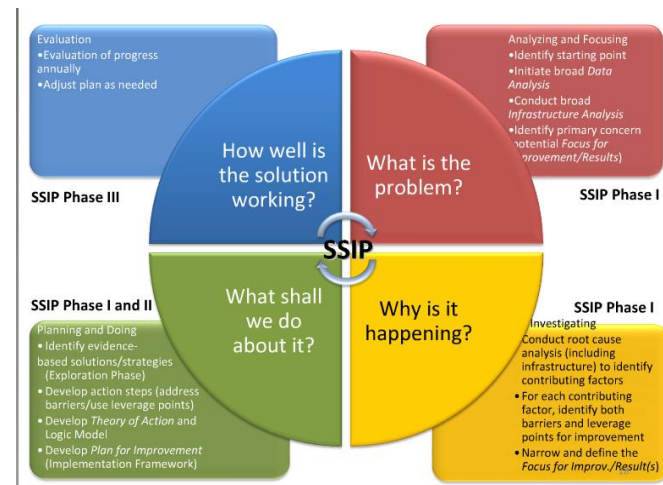 Evaluation
•Evaluation of progress
annually
•Adjust plan as needed
SSIP Phase III
How well is
the solution
working?
Analyzing and Focusing
•Identify starting point
•Initiate broad Data
Analysis
•Conduct broad
Infrastructure Analysis
•Identify primary concern
potential Focus for
provement/Results)
SSIP Phase I
What is the
problem?
SSIP
SSIP Phase I and II
Planning and Doing
• Identify evidence-
based solutions/strategies
(Exploration Phase)
• Develop action steps (address
barriers/use leverage points)
• Develop Theory of Action and
Logic Model
• Develop Plan for Improvement
(Implementation Framework)
What shall
we do
about it?
Why is it
happening?
SSIP Phase I
Investigating
Conduct root cause
analysis (including
infrastructure) to identify
contributing factors
• For each contributing
factor, identify both
barriers and leverage
points for improvement
• Narrow and define the
Focus for Improv./Result(s)